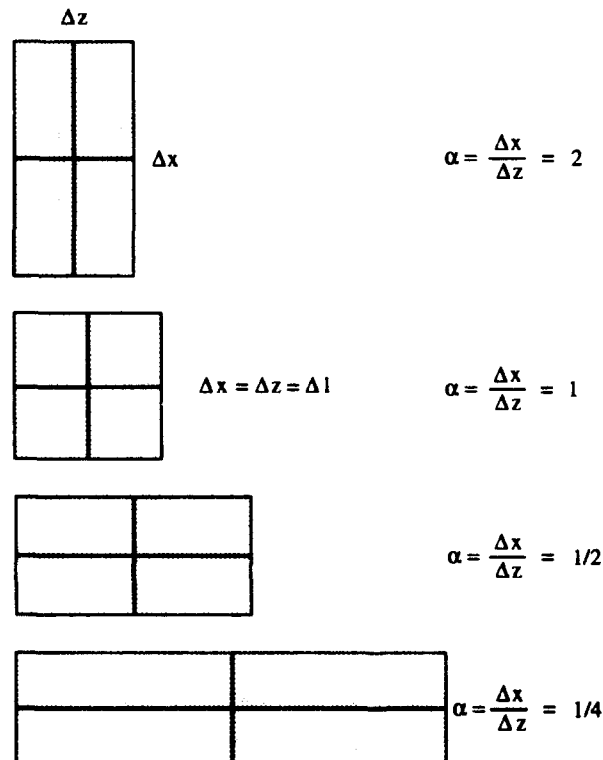 Δz
Δx
α = Δx/Δz = 2
Δx = Δz = Δl
α = Δx/Δz = 1
α = Δx/Δz = 1/2
α = Δx/Δz = 1/4